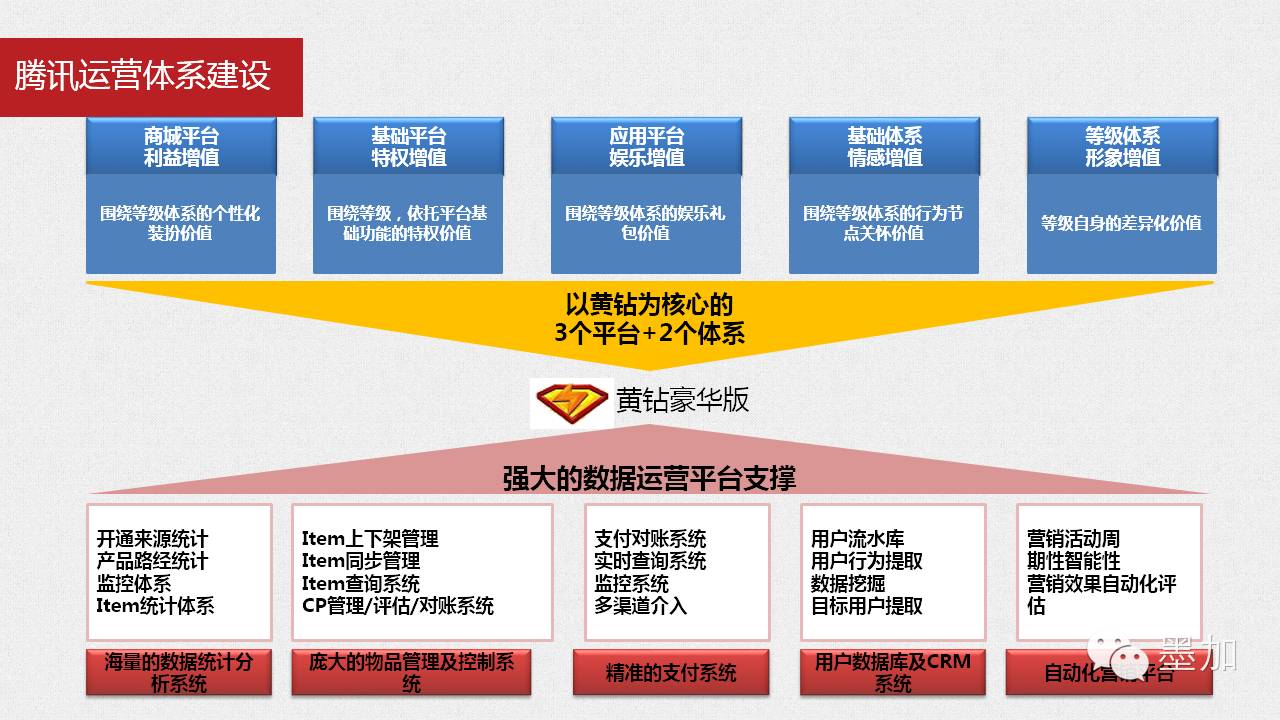 腾讯运营体系建设
商城平台
利益增值
围绕等级体系的个性化
装扮价值
基础平台
特权增值
围绕等级，依托平台基
础功能的特权价值
应用平台
娱乐增值
围绕等级体系的娱乐礼
包价值
基础体系
情感增值
围绕等级体系的行为节
点关怀价值
等级体系
形象增值
等级自身的差异化价值
以黄钻为核心的
3个平台+2个体系
黄钻豪华版
强大的数据运营平台支撑
开通来源统计
产品路经统计
监控体系
Item统计体系
海量的数据统计分
析系统
Item上下架管理
Item同步管理
Item查询系统
CP管理/评估/对账系统
庞大的物品管理及控制系
统
支付对账系统
实时查询系统
监控系统
多渠道介入
精准的支付系统
用户流水库
用户行为提取
数据挖掘
目标用户提取
用户数据库及CRM
系统
营销活动周
期性智能性
营销效果自动化评
估
自动化营销平台
墨加